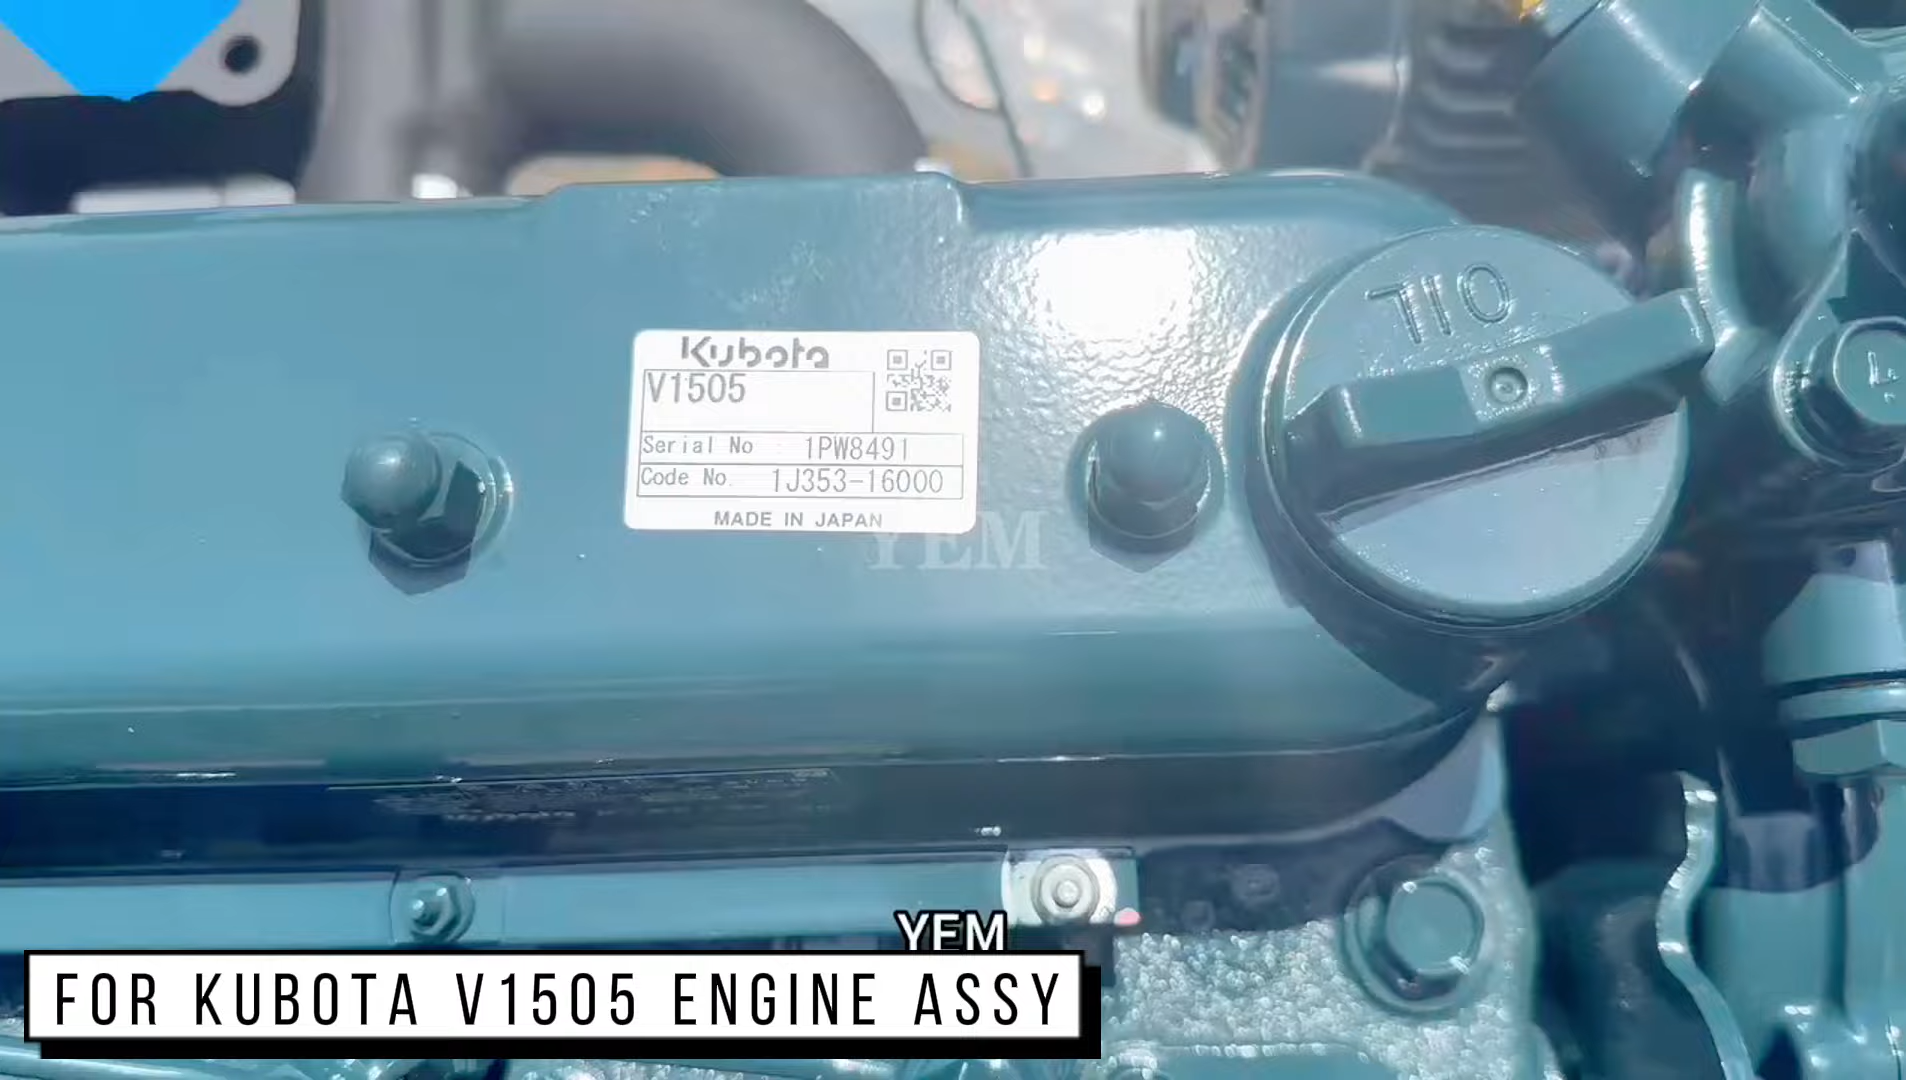 OIL
Kubota
V1505
Serial No 1PW8491
Code No. 1J353-16000
MADE IN JAPAN
YEM
4
YEM
FOR KUBOTA V1505 ENGINE ASSY